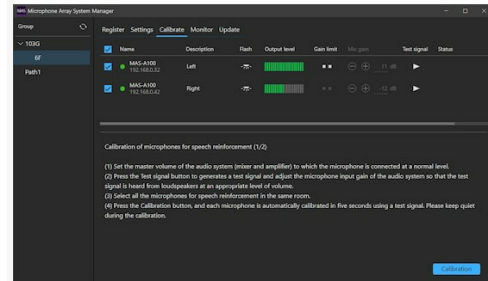 MAS Microphone Array System Manager
Group
Register Settings Calibrate Monitor Update
Name Description Flash Output level Gain limit Mic gain Test signal Status
103G
6F
Path1
MAS-A100
192.168.0.32
Left
-11 dB
MAS-A100
192.168.0.42
Right
-12 dB
Calibration of microphones for speech reinforcement (1/2)
(1) Set the master volume of the audio system (mixer and amplifier) to which the microphone is connected at a normal level.
(2) Press the Test signal button to generates a test signal and adjust the microphone input gain of the audio system so that the test
signal is heard from loudspeakers at an appropriate level of volume.
(3) Select all the microphones for speech reinforcement in the same room.
(4) Press the Calibration button, and each microphone is automatically calibrated in five seconds using a test signal. Please keep quiet
during the calibration.
Calibration